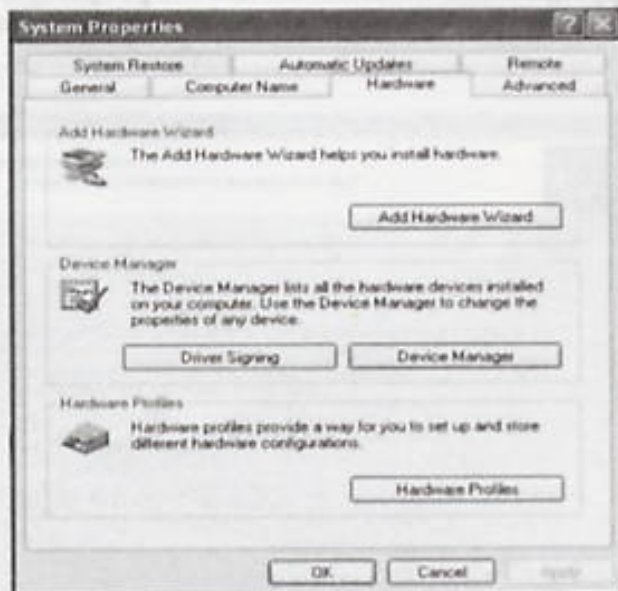 System Properties
System Restore Automatic Updates Remote
General Computer Name Hardware Advanced
Add Hardware Wizard
The Add Hardware Wizard helps you install hardware.
Add Hardware Wizard
Device Manager
The Device Manager lists all the hardware devices installed
on your computer. Use the Device Manager to change the
properties of any device.
Driver Signing Device Manager
Hardware Profiles
Hardware profiles provide a way for you to set up and store
different hardware configurations.
Hardware Profiles
OK Cancel Apply